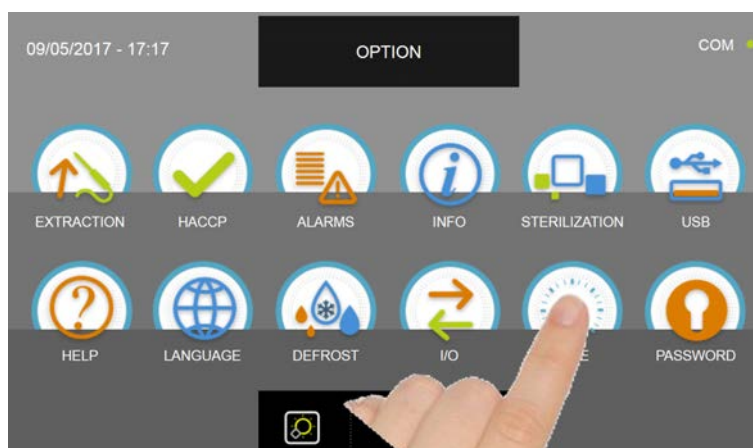 09/05/2017 - 17:17
OPTION
COM
EXTRACTION HACCP ALARMS INFO STERILIZATION USB
HELP LANGUAGE DEFROST I/O PASSWORD